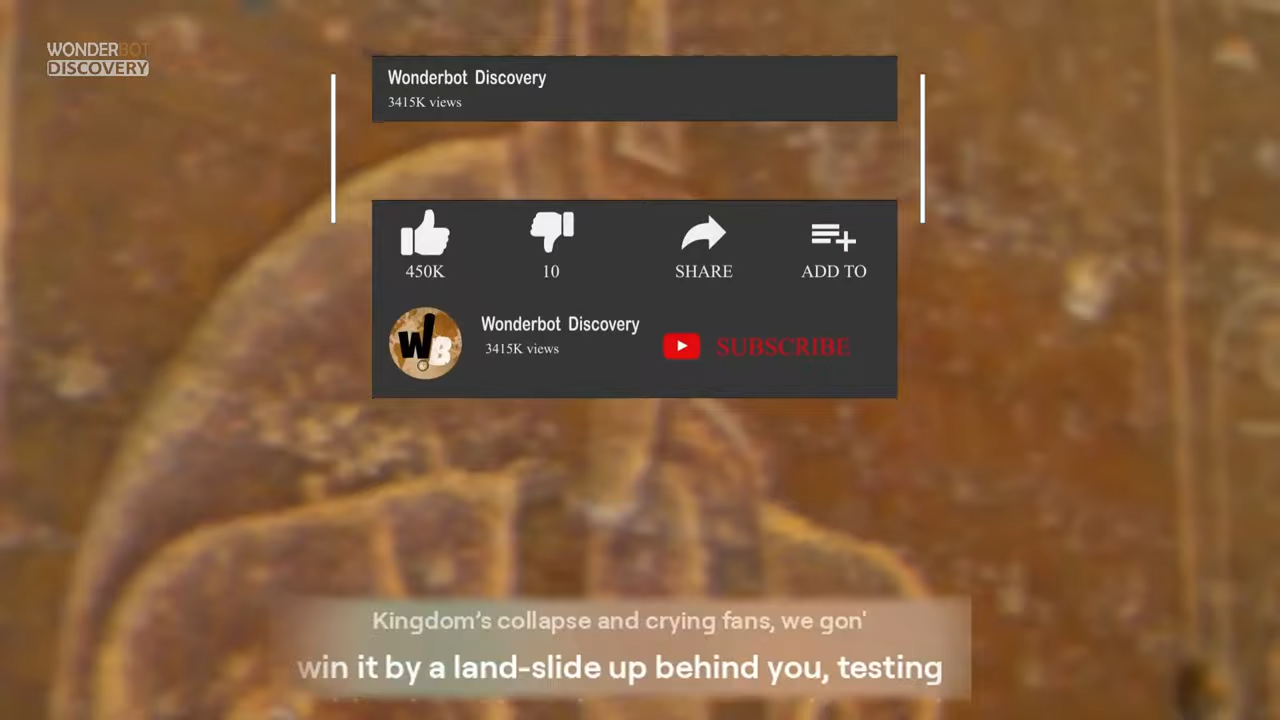 WONDERBOT
DISCOVERY
Wonderbot Discovery
3415K views
450K
10
SHARE
ADD TO
WB
Wonderbot Discovery
3415K views
SUBSCRIBE
Kingdom’s collapse and crying fans, we gon'
win it by a land-slide up behind you, testing